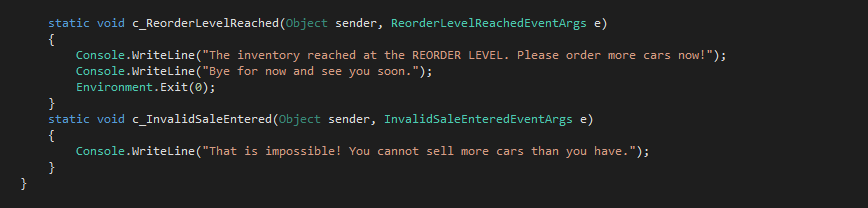 static void c_ReorderLevelReached(Object sender, ReorderLevelReachedEventArgs e)
{
Console.WriteLine("The inventory reached at the REORDER LEVEL. Please order more cars now!");
Console.WriteLine("Bye for now and see you soon.");
Environment.Exit(0);
}
static void c_InvalidSaleEntered(Object sender, InvalidSaleEnteredEventArgs e)
{
Console.WriteLine("That is impossible! You cannot sell more cars than you have.");
}
}